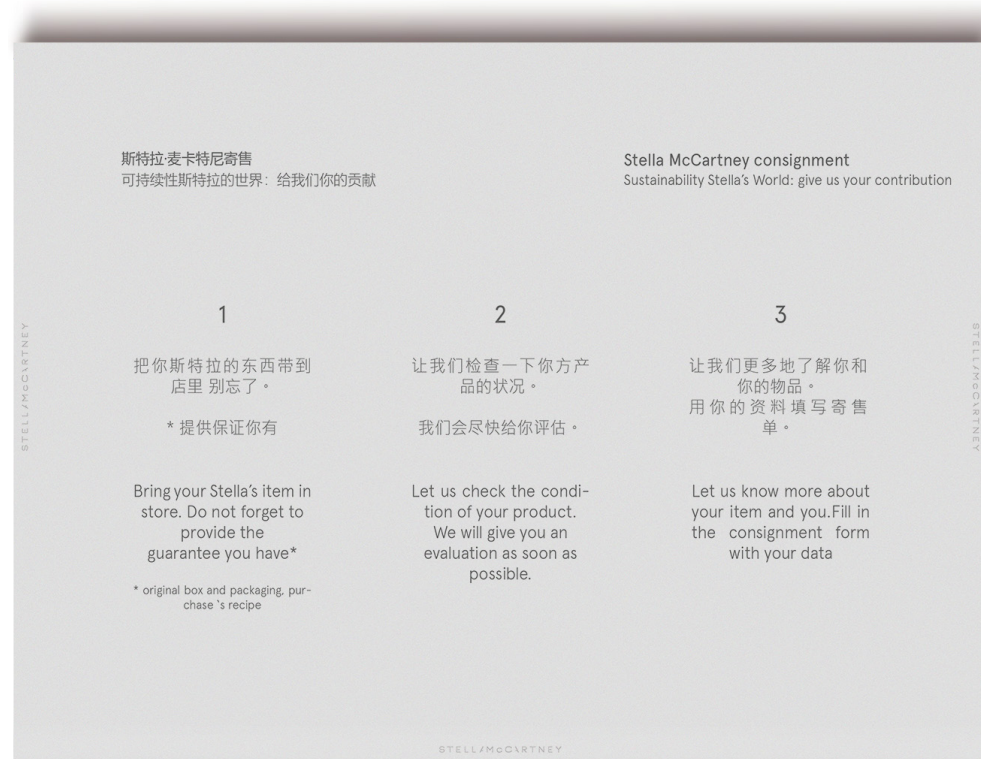 斯特拉·麦卡特尼寄售
可持续性斯特拉的世界：给我们你的贡献
Stella McCartney consignment
Sustainability Stella's World: give us your contribution
1
把你斯特拉的东西带到
店里 别忘了。
* 提供保证你有
Bring your Stella's item in
store. Do not forget to
provide the
guarantee you have*
* original box and packaging, pur-
chase `s recipe
2
让我们检查一下你方产
品的状况。
我们会尽快给你评估。
Let us check the condi-
tion of your product.
We will give you an
evaluation as soon as
possible.
3
让我们更多地了解你和
你的物品。
用你的资料填写寄售
单。
Let us know more about
your item and you.Fill in
the consignment form
with your data
STELLA McCARTNEY
STELLA McCARTNEY
STELLA McCARTNEY